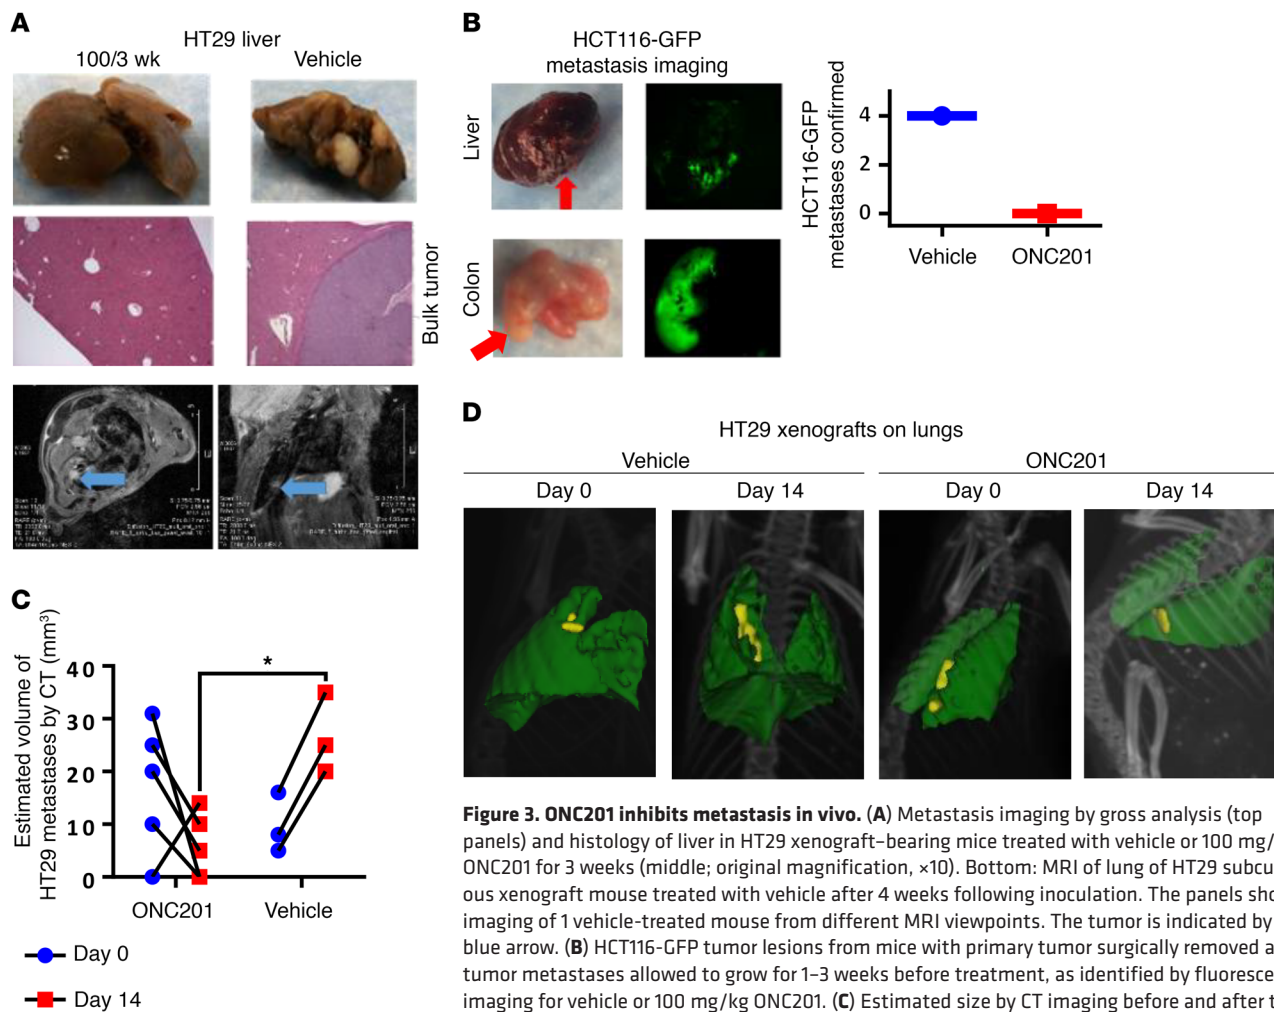 A
HT29 liver
100/3 wk
Vehicle
Bulk tumor
B
HCT116-GFP
metastasis imaging
Liver
Colon
HCT116-GFP
metastases confirmed
4
2
0
Vehicle
ONC201
C
Estimated volume of
HT29 metastases by CT (mm³)
40
30
20
10
0
*
ONC201
Vehicle
Day 0
Day 14
D
HT29 xenografts on lungs
Vehicle
ONC201
Day 0
Day 14
Day 0
Day 14
Figure 3. ONC201 inhibits metastasis in vivo. (A) Metastasis imaging by gross analysis (top
panels) and histology of liver in HT29 xenograft–bearing mice treated with vehicle or 100 mg/
ONC201 for 3 weeks (middle; original magnification, ×10). Bottom: MRI of lung of HT29 subcu
ous xenograft mouse treated with vehicle after 4 weeks following inoculation. The panels sho
imaging of 1 vehicle-treated mouse from different MRI viewpoints. The tumor is indicated by
blue arrow. (B) HCT116-GFP tumor lesions from mice with primary tumor surgically removed a
tumor metastases allowed to grow for 1–3 weeks before treatment, as identified by fluoresce
imaging for vehicle or 100 mg/kg ONC201. (C) Estimated size by CT imaging before and after t